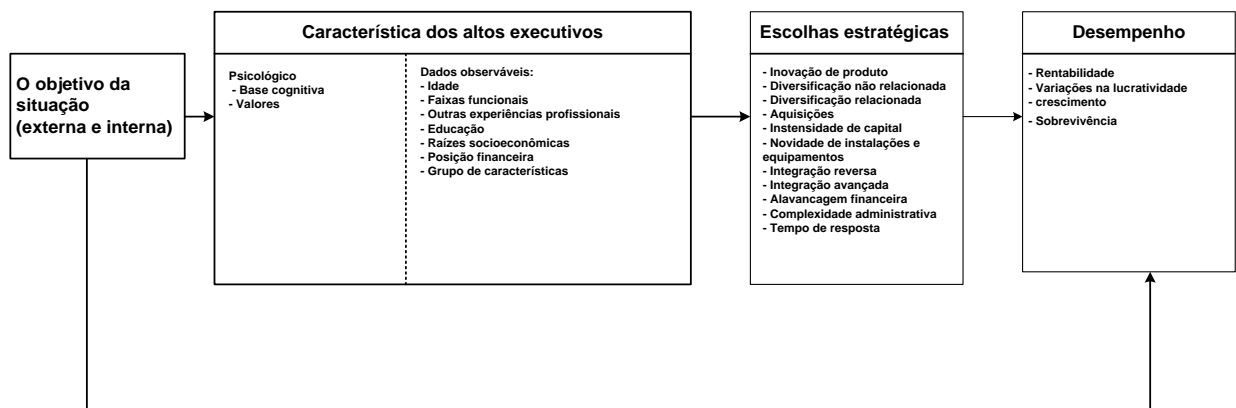 O objetivo da
situação
(externa e interna)
Característica dos altos executivos
Psicológico
- Base cognitiva
- Valores
Dados observáveis:
- Idade
- Faixas funcionais
- Outras experiências profissionais
- Educação
- Raízes socioeconômicas
- Posição financeira
- Grupo de características
Escolhas estratégicas
- Inovação de produto
- Diversificação não relacionada
- Diversificação relacionada
- Aquisições
- Instensidade de capital
- Novidade de instalações e
equipamentos
- Integração reversa
- Integração avançada
- Alavancagem financeira
- Complexidade administrativa
- Tempo de resposta
Desempenho
- Rentabilidade
- Variações na lucratividade
- crescimento
- Sobrevivência